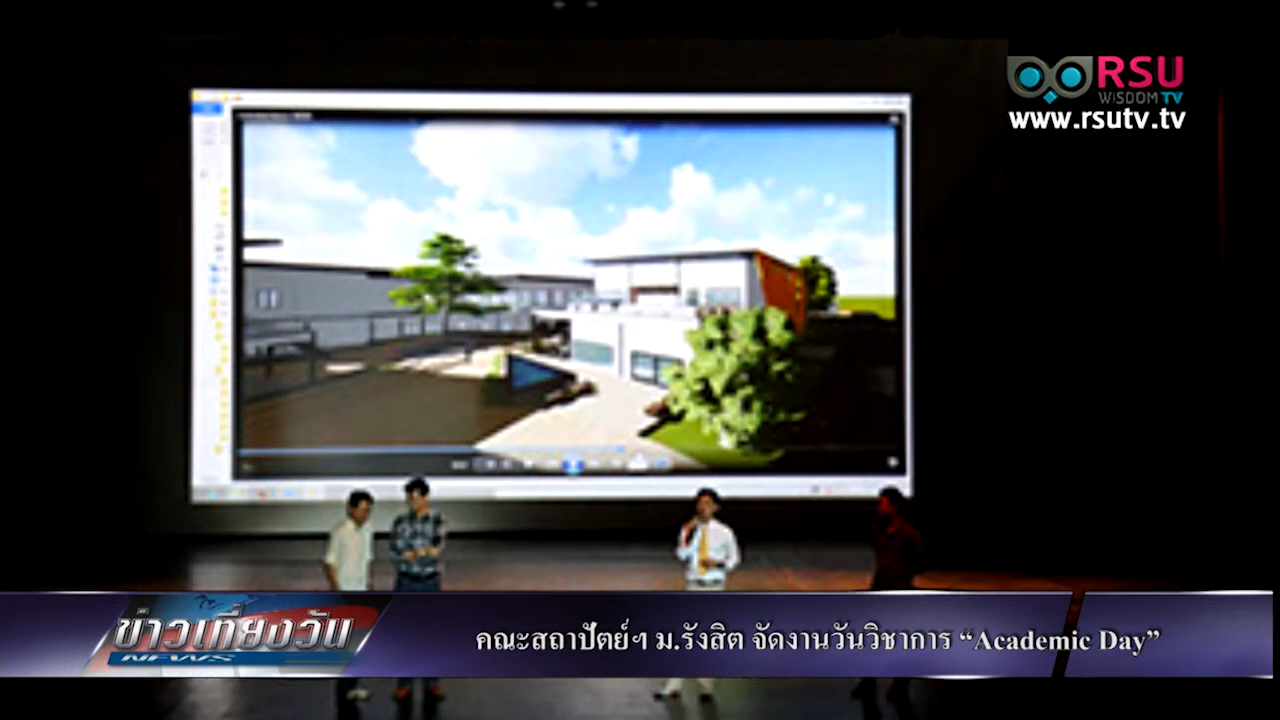 RSU
WISDOM TV
www.rsutv.tv
ข่าวเที่ยงวัน
NEWS
คณะสถาปัตย์ฯ ม.รังสิต จัดงานวันวิชาการ “Academic Day”